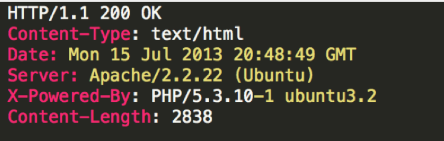 HTTP/1.1 200 OK
Content-Type: text/html
Date: Mon 15 Jul 2013 20:48:49 GMT
Server: Apache/2.2.22 (Ubuntu)
X-Powered-By: PHP/5.3.10-1 ubuntu3.2
Content-Length: 2838